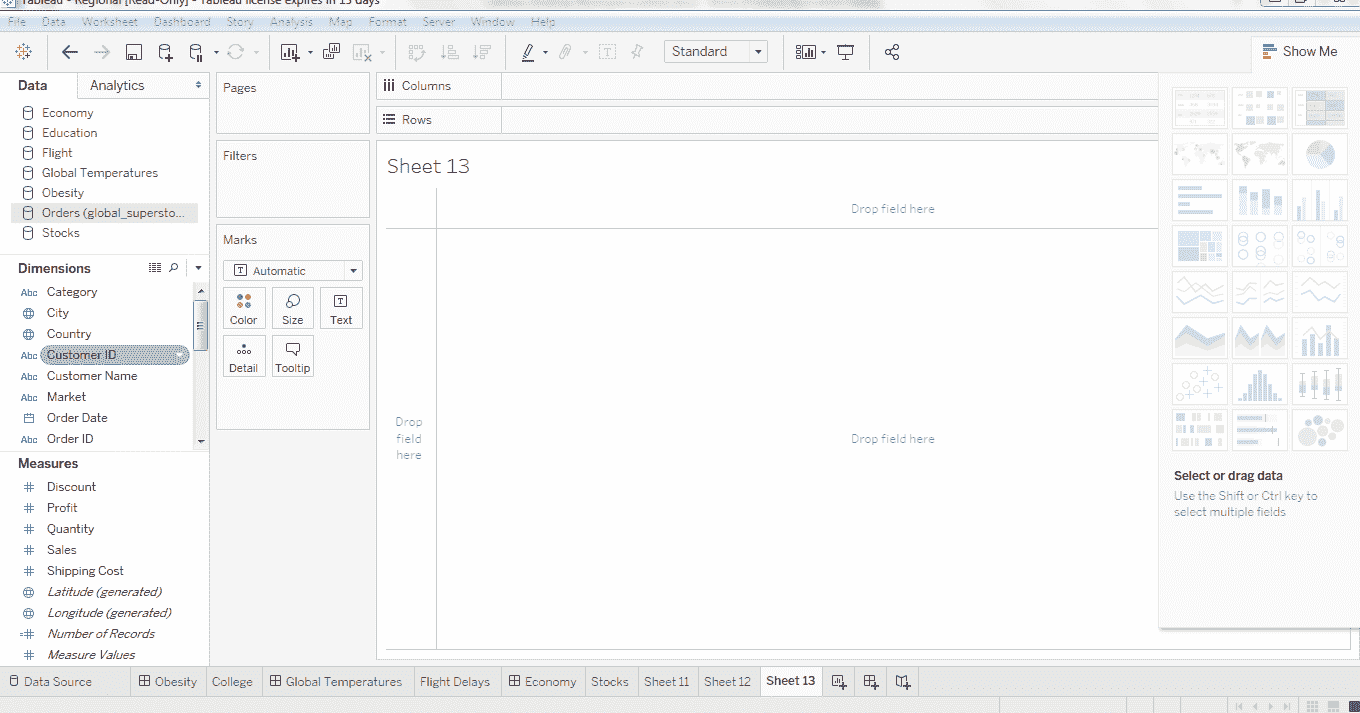 Tableau - Regional [Read-Only] - Tableau license expires in 13 days
File Data Worksheet Dashboard Story Analysis Map Format Server Window Help
Standard
Show Me
Data Analytics
Economy
Education
Flight
Global Temperatures
Obesity
Orders (global_supersto...
Stocks
Dimensions
Abc Category
City
Country
Abc Customer ID
Abc Customer Name
Abc Market
Order Date
Abc Order ID
Measures
# Discount
# Profit
# Quantity
# Sales
# Shipping Cost
Latitude (generated)
Longitude (generated)
=# Number of Records
# Measure Values
Pages
Filters
Marks
T Automatic
Color Size Text
Detail Tooltip
Columns
Rows
Sheet 13
Drop field here
Drop
field
here
Drop field here
Select or drag data
Use the Shift or Ctrl key to
select multiple fields
Data Source Obesity College Global Temperatures Flight Delays Economy Stocks Sheet 11 Sheet 12 Sheet 13